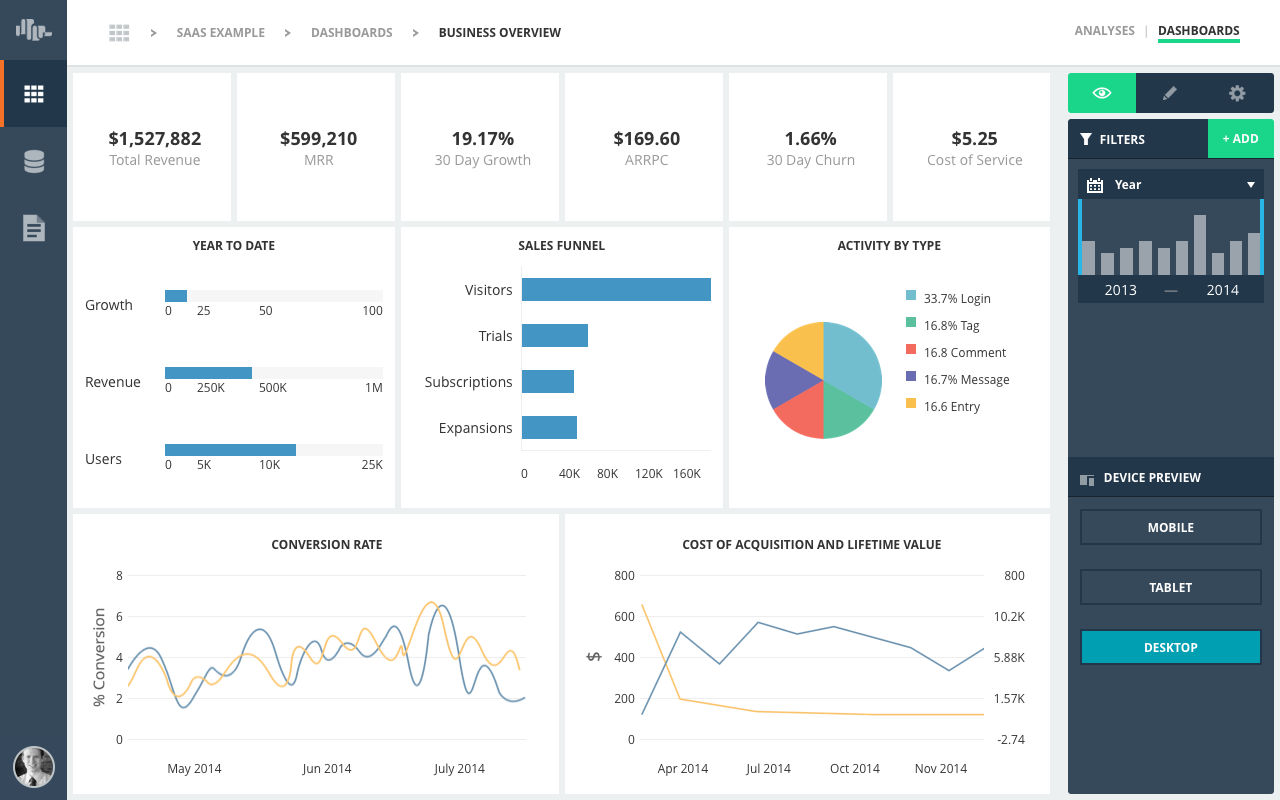 > SAAS EXAMPLE > DASHBOARDS > BUSINESS OVERVIEW
ANALYSES | DASHBOARDS
$1,527,882
Total Revenue
$599,210
MRR
19.17%
30 Day Growth
$169.60
ARRPC
1.66%
30 Day Churn
$5.25
Cost of Service
YEAR TO DATE
Growth
0 25 50 100
Revenue
0 250K 500K 1M
Users
0 5K 10K 25K
SALES FUNNEL
Visitors
Trials
Subscriptions
Expansions
0 40K 80K 120K 160K
ACTIVITY BY TYPE
33.7% Login
16.8% Tag
16.8 Comment
16.7% Message
16.6 Entry
CONVERSION RATE
% Conversion
8
6
4
2
0
May 2014 Jun 2014 July 2014
COST OF ACQUISITION AND LIFETIME VALUE
$
800 800
600 10.2K
400 5.88K
200 1.57K
0 -2.74
Apr 2014 Jul 2014 Oct 2014 Nov 2014
FILTERS + ADD
Year
2013 — 2014
DEVICE PREVIEW
MOBILE
TABLET
DESKTOP